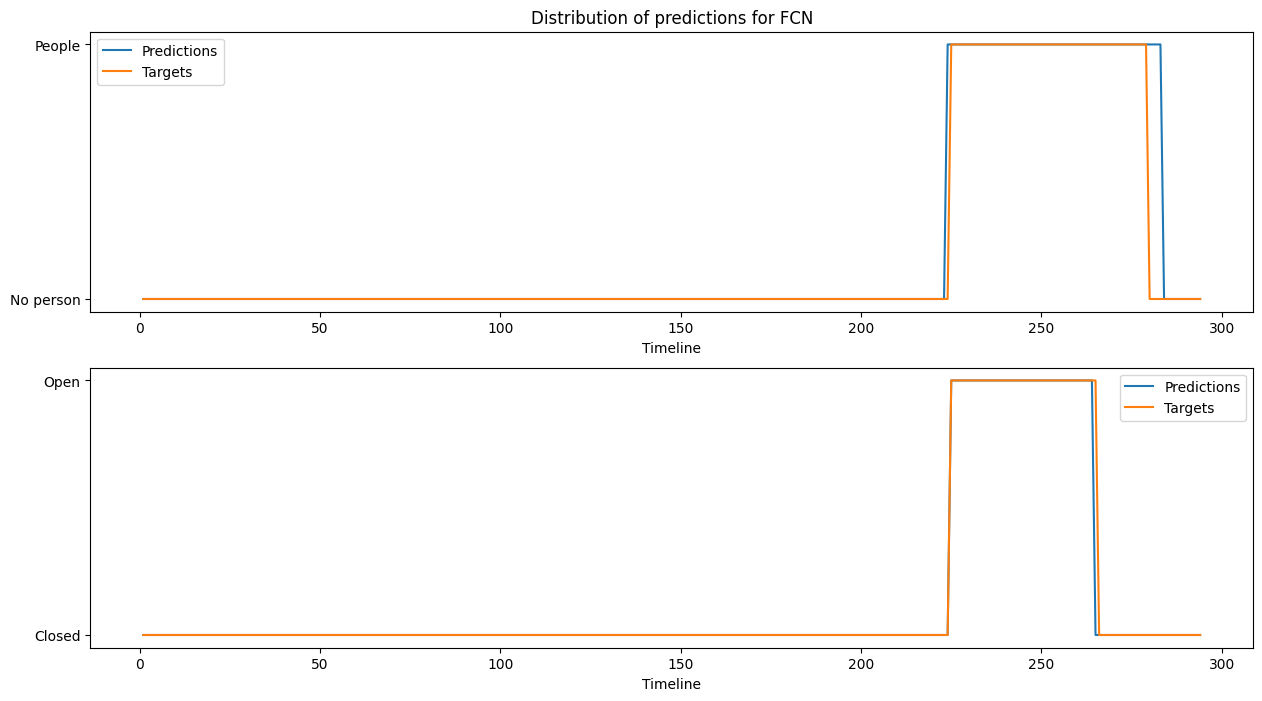 Distribution of predictions for FCN
People
Predictions
Targets
No person
0 50 100 150 200 250 300
Timeline
Open
Predictions
Targets
Closed
0 50 100 150 200 250 300
Timeline